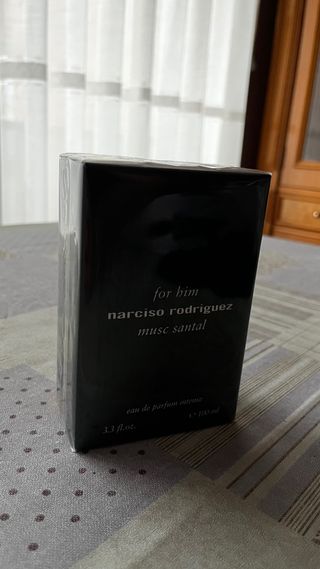 for him
narciso rodriguez
musc santal
eau de parfum intense
3.3 fl.oz. e 100 ml